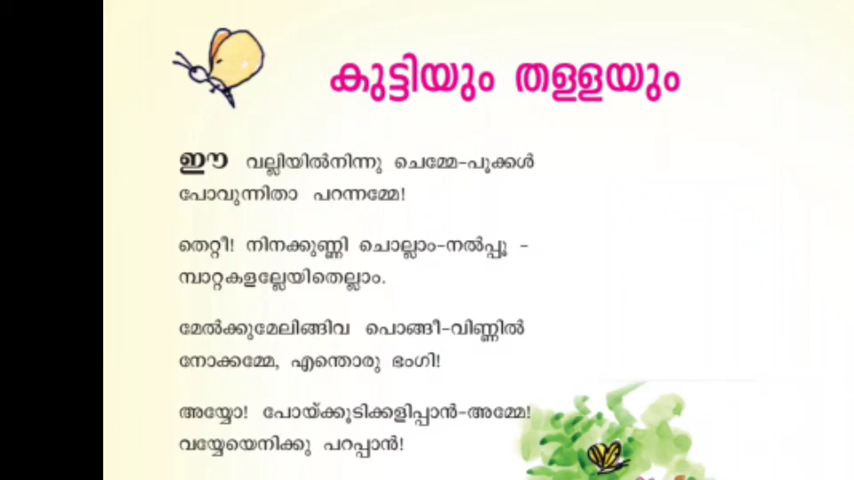 കുട്ടിയും തള്ളയും
ഈ വല്ലിയിൽനിന്നു ചെമ്മേ-പൂക്കൾ
പോവുന്നിതാ പറന്നമ്മേ!
തെറ്റീ! നിനക്കുണ്ണി ചൊല്ലാം-നൽപ്പൂ -
മ്പാറ്റകളല്ലേയിതെല്ലാം.
മേൽക്കുമേലിങ്ങിവ പൊങ്ങീ-വിണ്ണിൽ
നോക്കമ്മേ, എന്തൊരു ഭംഗി!
അയ്യോ! പോയ്ക്കൂടിക്കളിപ്പാൻ-അമ്മേ!
വയ്യേയെനിക്കു പറപ്പാൻ!